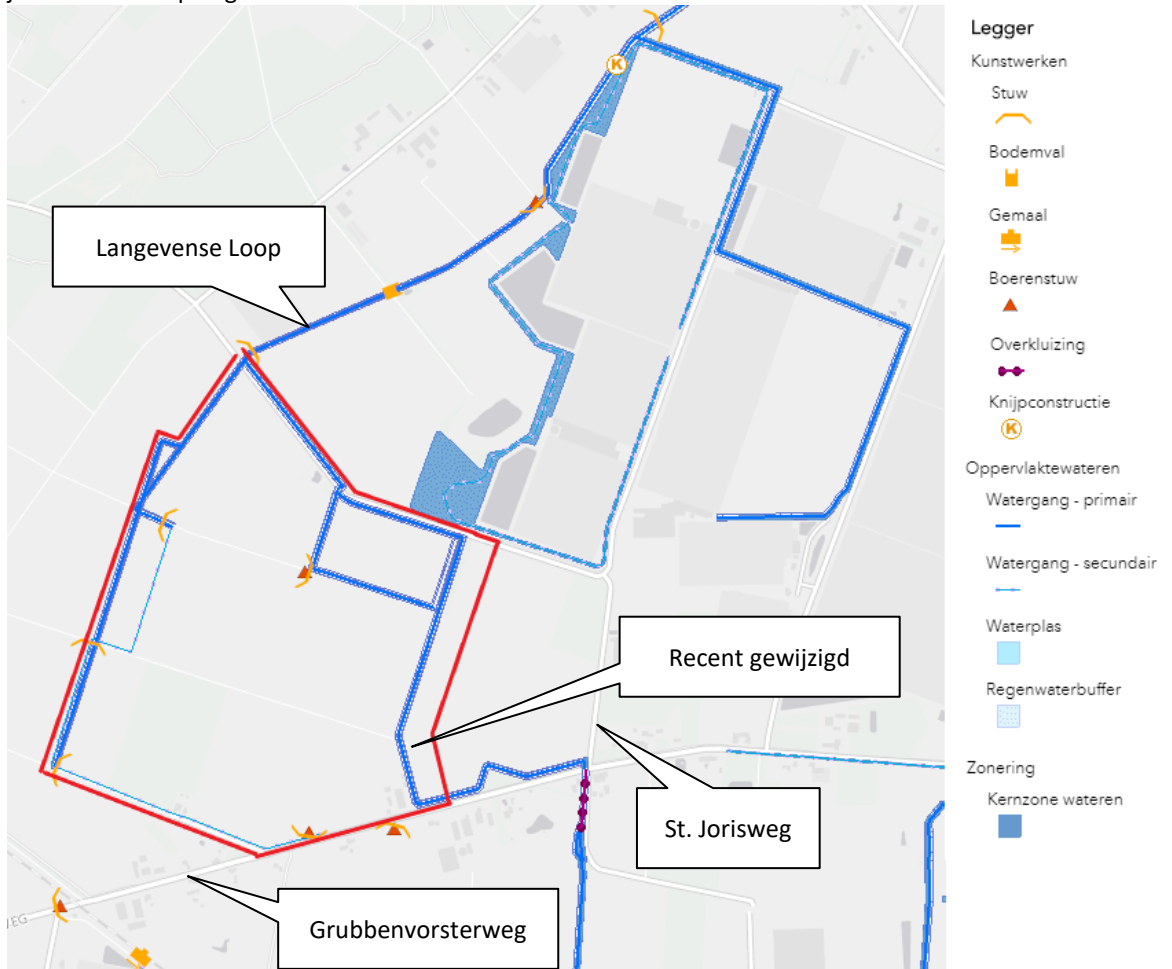 Langevense Loop
K
Recent gewijzigd
St. Jorisweg
Grubbenvorsterweg
Legger
Kunstwerken
Stuw
Bodemval
Gemaal
Boerenstuw
Overkluizing
Knijpconstructie
K
Oppervlaktewateren
Watergang - primair
Watergang - secundair
Waterplas
Regenwaterbuffer
Zonering
Kernzone wateren